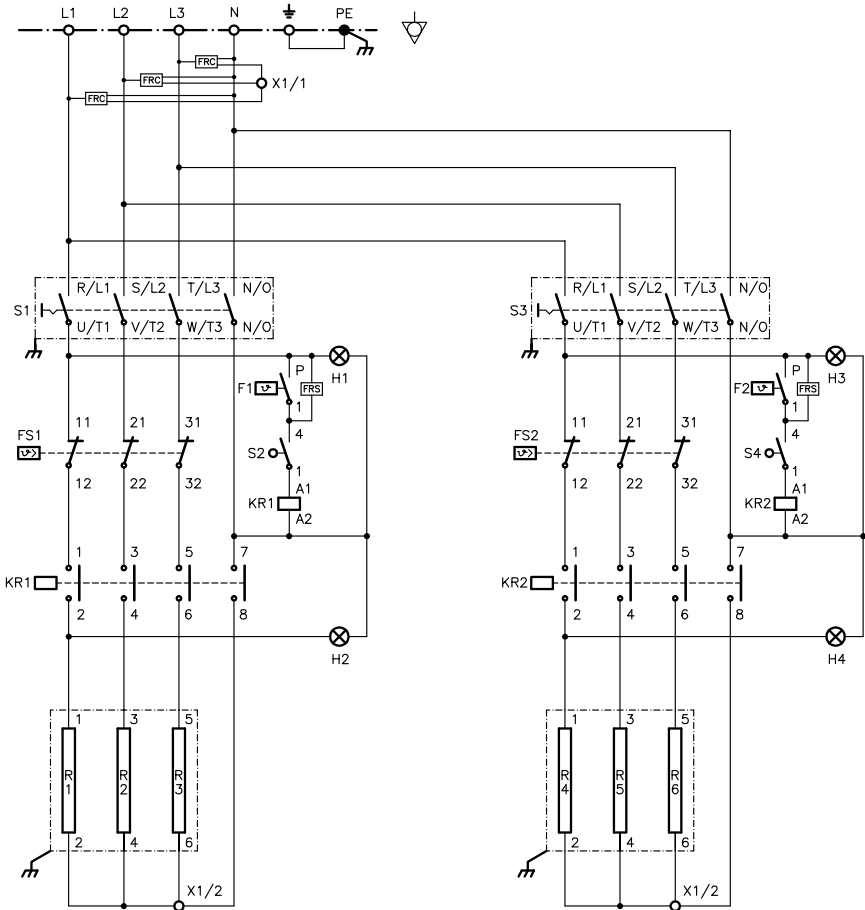 L1 L2 L3 N PE
FRC
FRC
X1/1
FRC
R/L1 S/L2 T/L3 N/O R/L1 S/L2 T/L3 N/O
S1 S3
U/T1 V/T2 W/T3 N/O U/T1 V/T2 W/T3 N/O
P P
H1 H3
F1 FRS F2 FRS
1 1
11 21 31 4 11 21 31 4
FS1 S2 FS2 S4
12 22 32 1 12 22 32 1
A1 A1
KR1 KR2
A2 A2
1 3 5 7 1 3 5 7
KR1 KR2
2 4 6 8 2 4 6 8
H2 H4
1 3 5 1 3 5
R1 R2 R3 R4 R5 R6
2 4 6 2 4 6
X1/2 X1/2